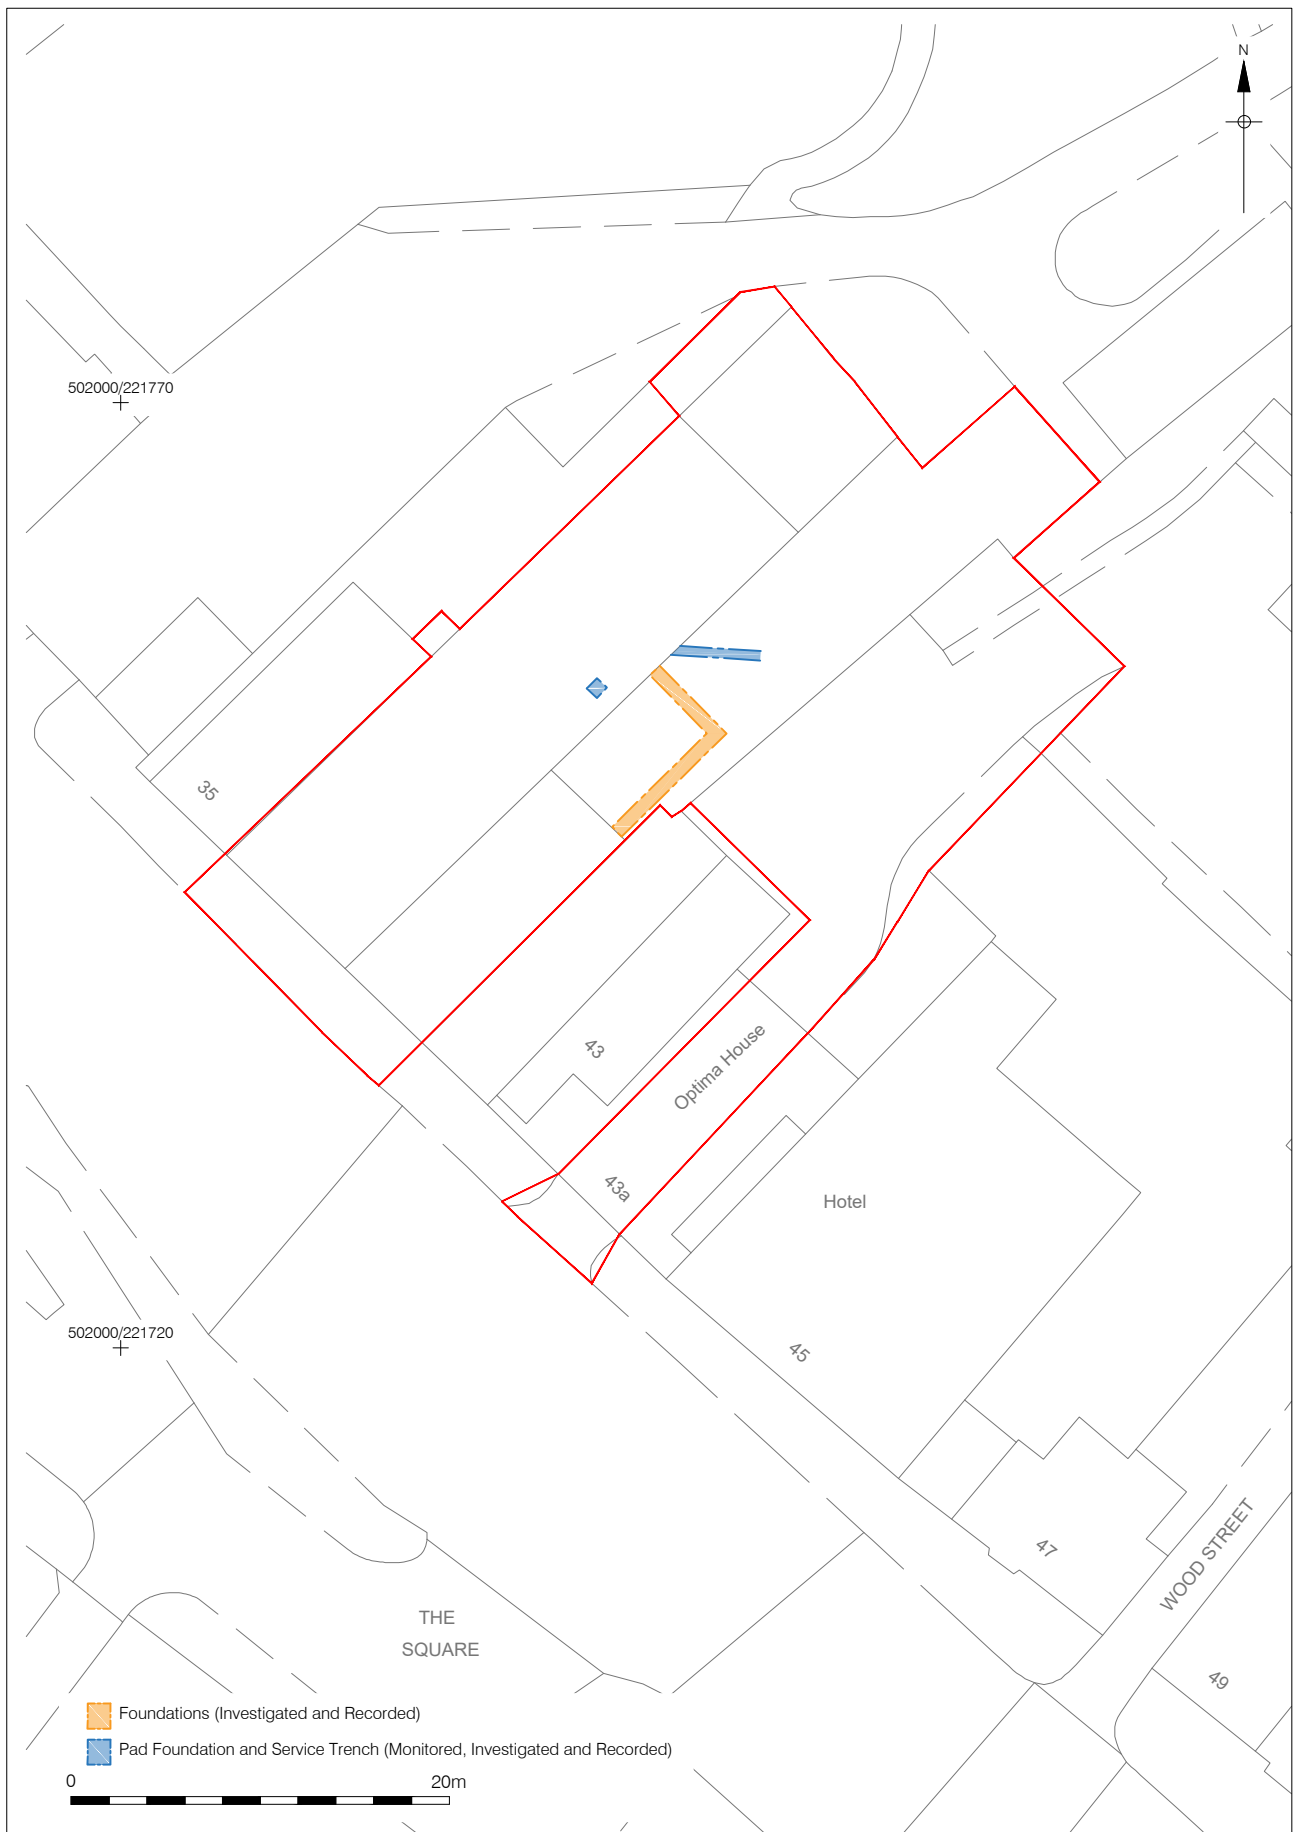 N
502000/221770
35
43
Optima House
43a
Hotel
502000/221720
45
47
WOOD STREET
THE
SQUARE
49
Foundations (Investigated and Recorded)
Pad Foundation and Service Trench (Monitored, Investigated and Recorded)
0 20m